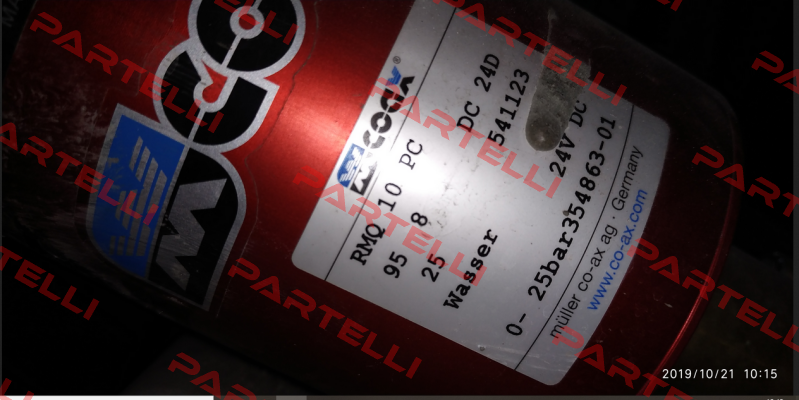 m co-ax
RMQ 10 PC DC 24D
95 8 541123
25
Wasser 24V DC
0- 25bar354863-01
müller co-ax ag · Germany
www.co-ax.com
PARTELLI
2019/10/21 10:15